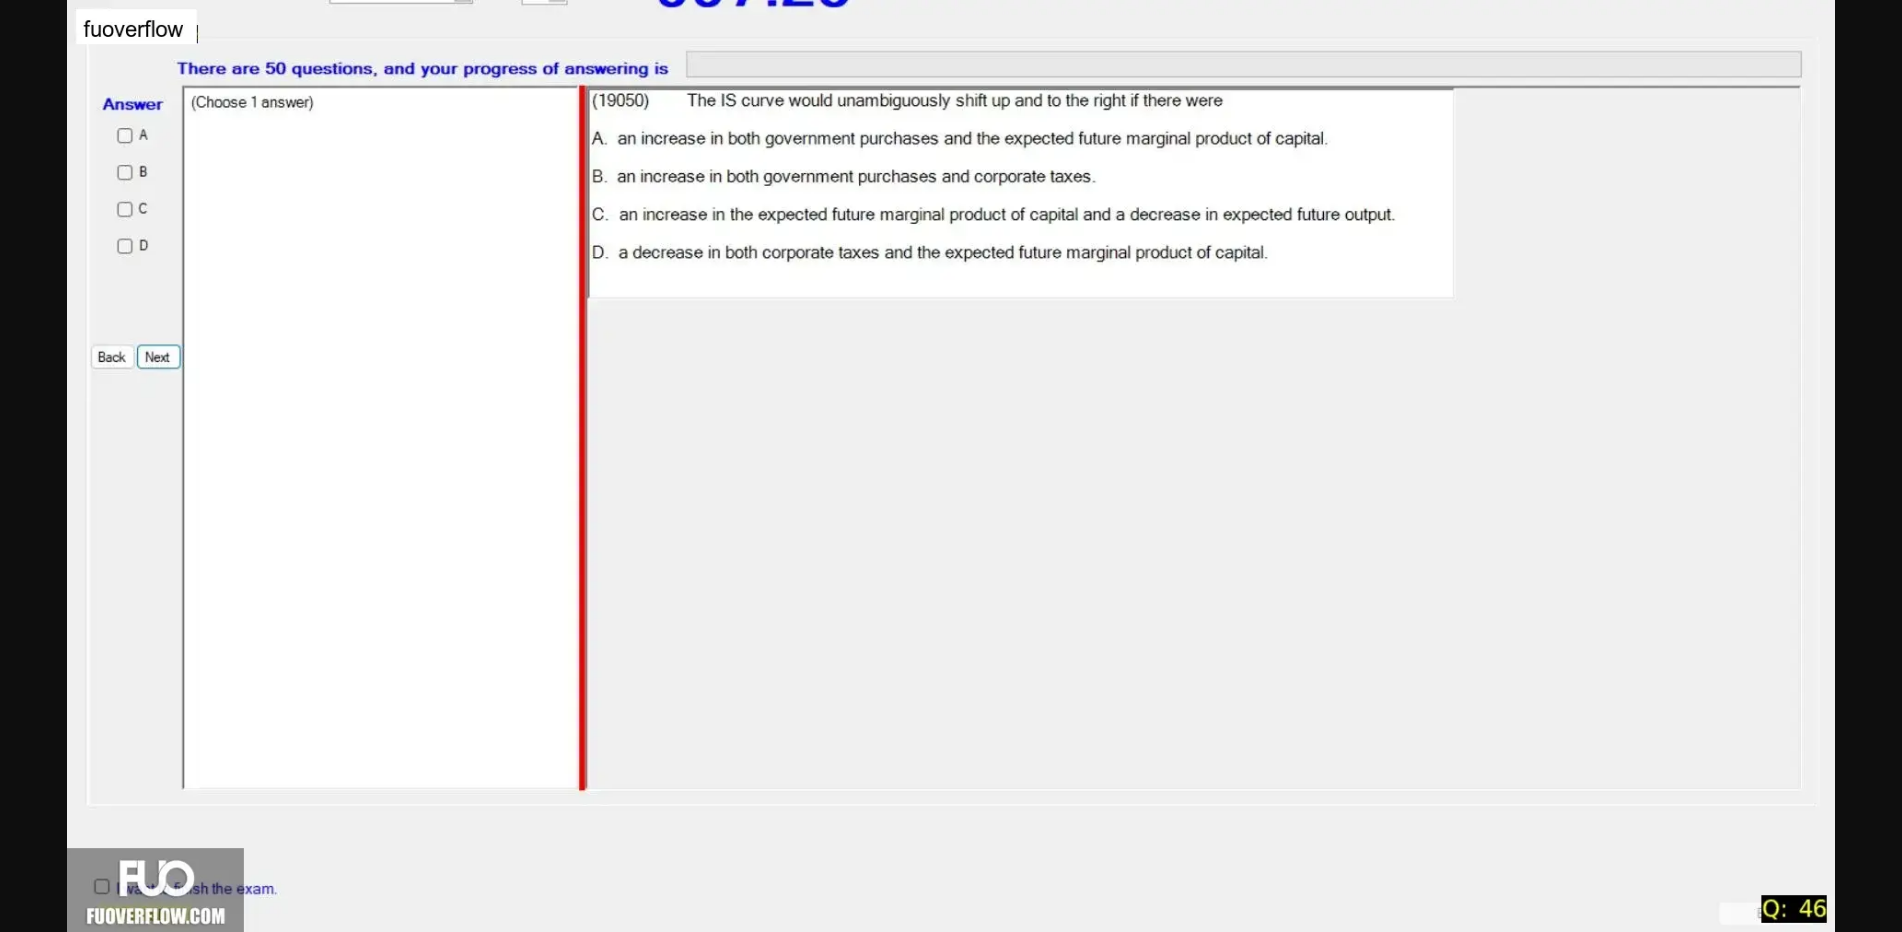 fuoverflow
There are 50 questions, and your progress of answering is
Answer
(Choose 1 answer)
A
B
C
D
Back
Next
(19050) The IS curve would unambiguously shift up and to the right if there were
A. an increase in both government purchases and the expected future marginal product of capital.
B. an increase in both government purchases and corporate taxes.
C. an increase in the expected future marginal product of capital and a decrease in expected future output.
D. a decrease in both corporate taxes and the expected future marginal product of capital.
the exam.
FUO
FUOVERFLOW.COM
Q: 46